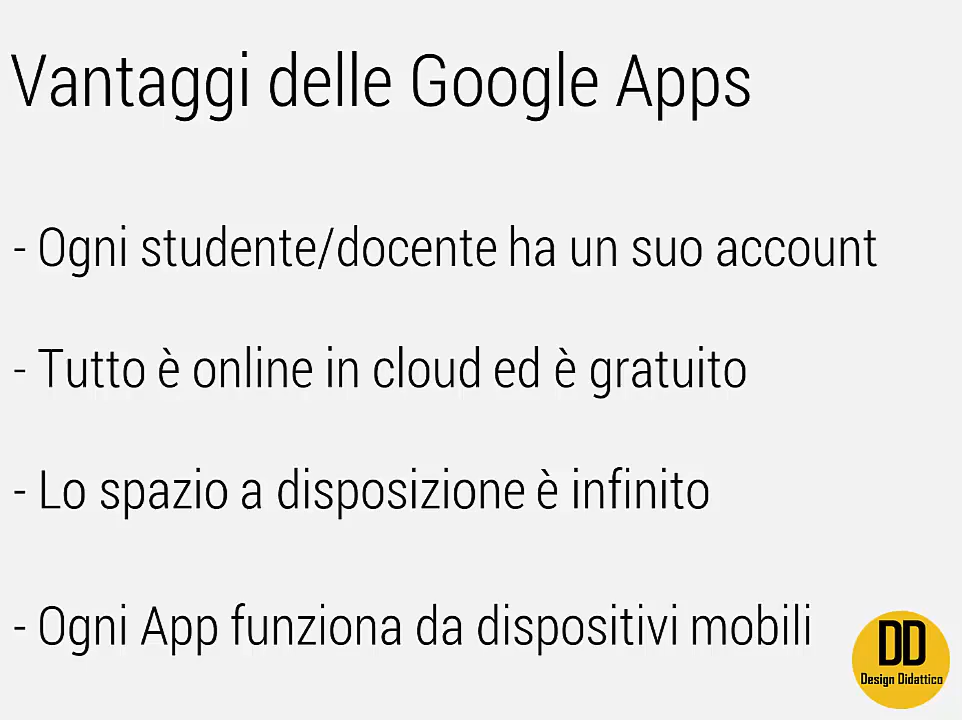 Vantaggi delle Google Apps
- Ogni studente/docente ha un suo account
- Tutto è online in cloud ed è gratuito
- Lo spazio a disposizione è infinito
- Ogni App funziona da dispositivi mobili
DD
Design Didattico